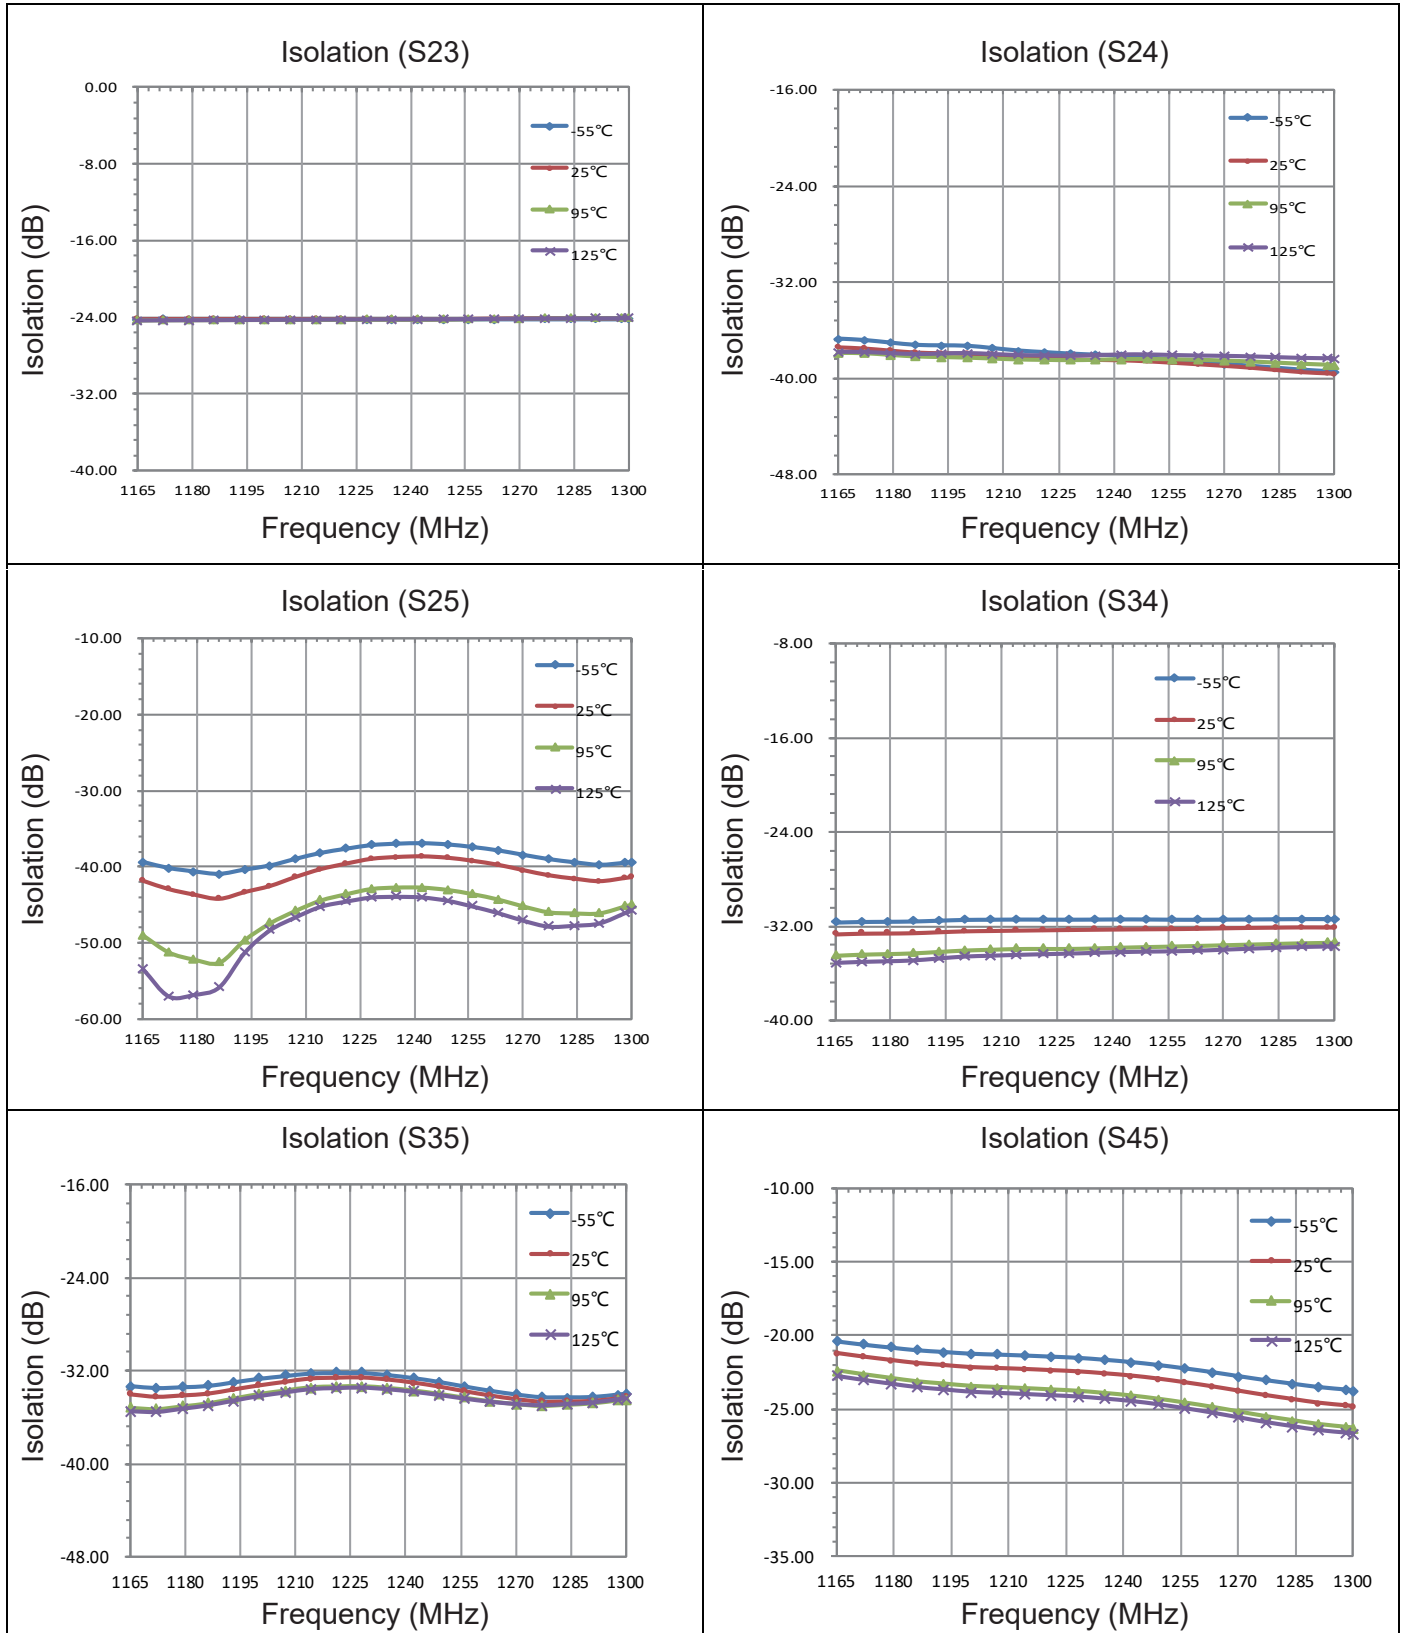 Isolation (S23)
Isolation (dB)
0.00
-8.00
-16.00
-24.00
-32.00
-40.00
-55℃
25℃
95℃
125℃
1165 1180 1195 1210 1225 1240 1255 1270 1285 1300
Frequency (MHz)
Isolation (S24)
Isolation (dB)
-16.00
-24.00
-32.00
-40.00
-48.00
-55℃
25℃
95℃
125℃
1165 1180 1195 1210 1225 1240 1255 1270 1285 1300
Frequency (MHz)
Isolation (S25)
Isolation (dB)
-10.00
-20.00
-30.00
-40.00
-50.00
-60.00
-55℃
25℃
95℃
125℃
1165 1180 1195 1210 1225 1240 1255 1270 1285 1300
Frequency (MHz)
Isolation (S34)
Isolation (dB)
-8.00
-16.00
-24.00
-32.00
-40.00
-55℃
25℃
95℃
125℃
1165 1180 1195 1210 1225 1240 1255 1270 1285 1300
Frequency (MHz)
Isolation (S35)
Isolation (dB)
-16.00
-24.00
-32.00
-40.00
-48.00
-55℃
25℃
95℃
125℃
1165 1180 1195 1210 1225 1240 1255 1270 1285 1300
Frequency (MHz)
Isolation (S45)
Isolation (dB)
-10.00
-15.00
-20.00
-25.00
-30.00
-35.00
-55℃
25℃
95℃
125℃
1165 1180 1195 1210 1225 1240 1255 1270 1285 1300
Frequency (MHz)